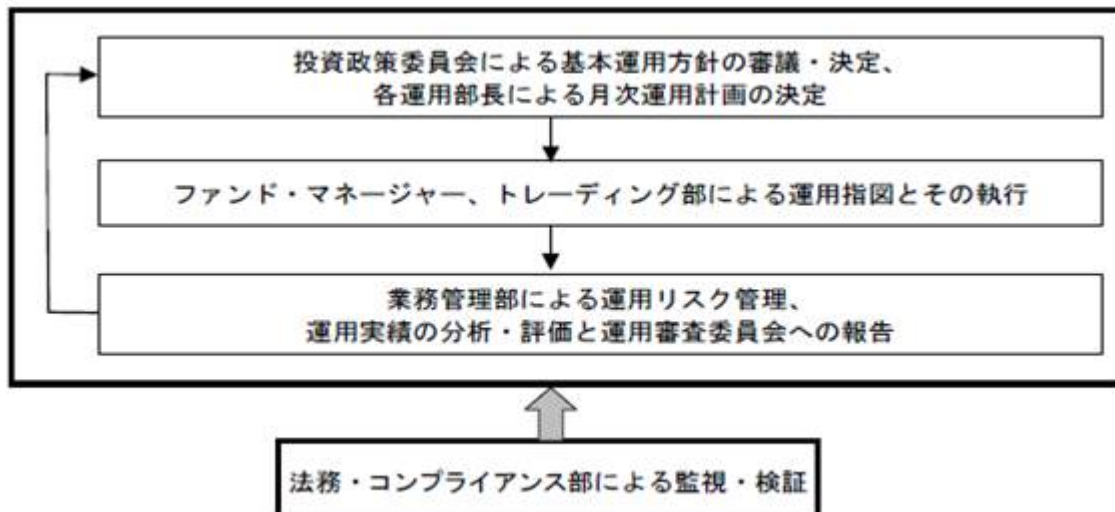 投資政策委員会による基本運用方針の審議・決定、
各運用部長による月次運用計画の決定
ファンド・マネージャー、トレーディング部による運用指図とその執行
業務管理部による運用リスク管理、
運用実績の分析・評価と運用審査委員会への報告
法務・コンプライアンス部による監視・検証